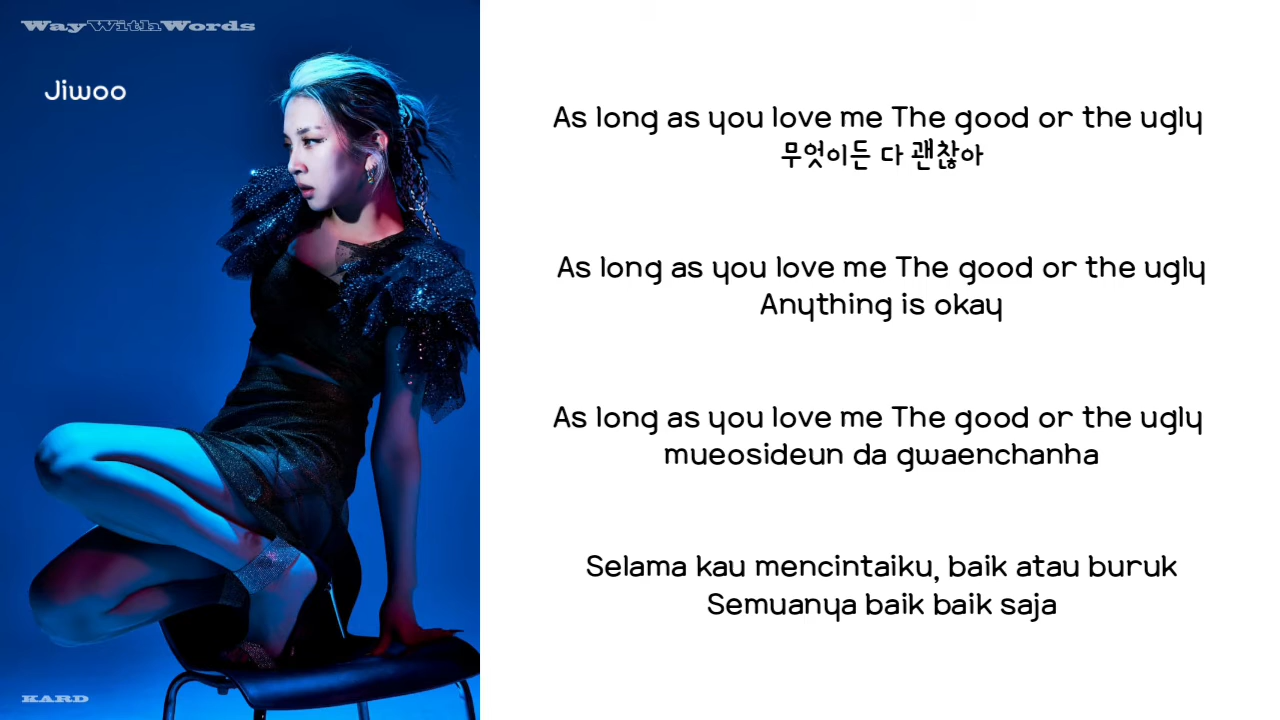 WayWithWords
Jiwoo
As long as you love me The good or the ugly
무엇이든 다 괜찮아
As long as you love me The good or the ugly
Anything is okay
As long as you love me The good or the ugly
mueosideun da gwaenchanha
Selama kau mencintaiku, baik atau buruk
Semuanya baik baik saja
KARD